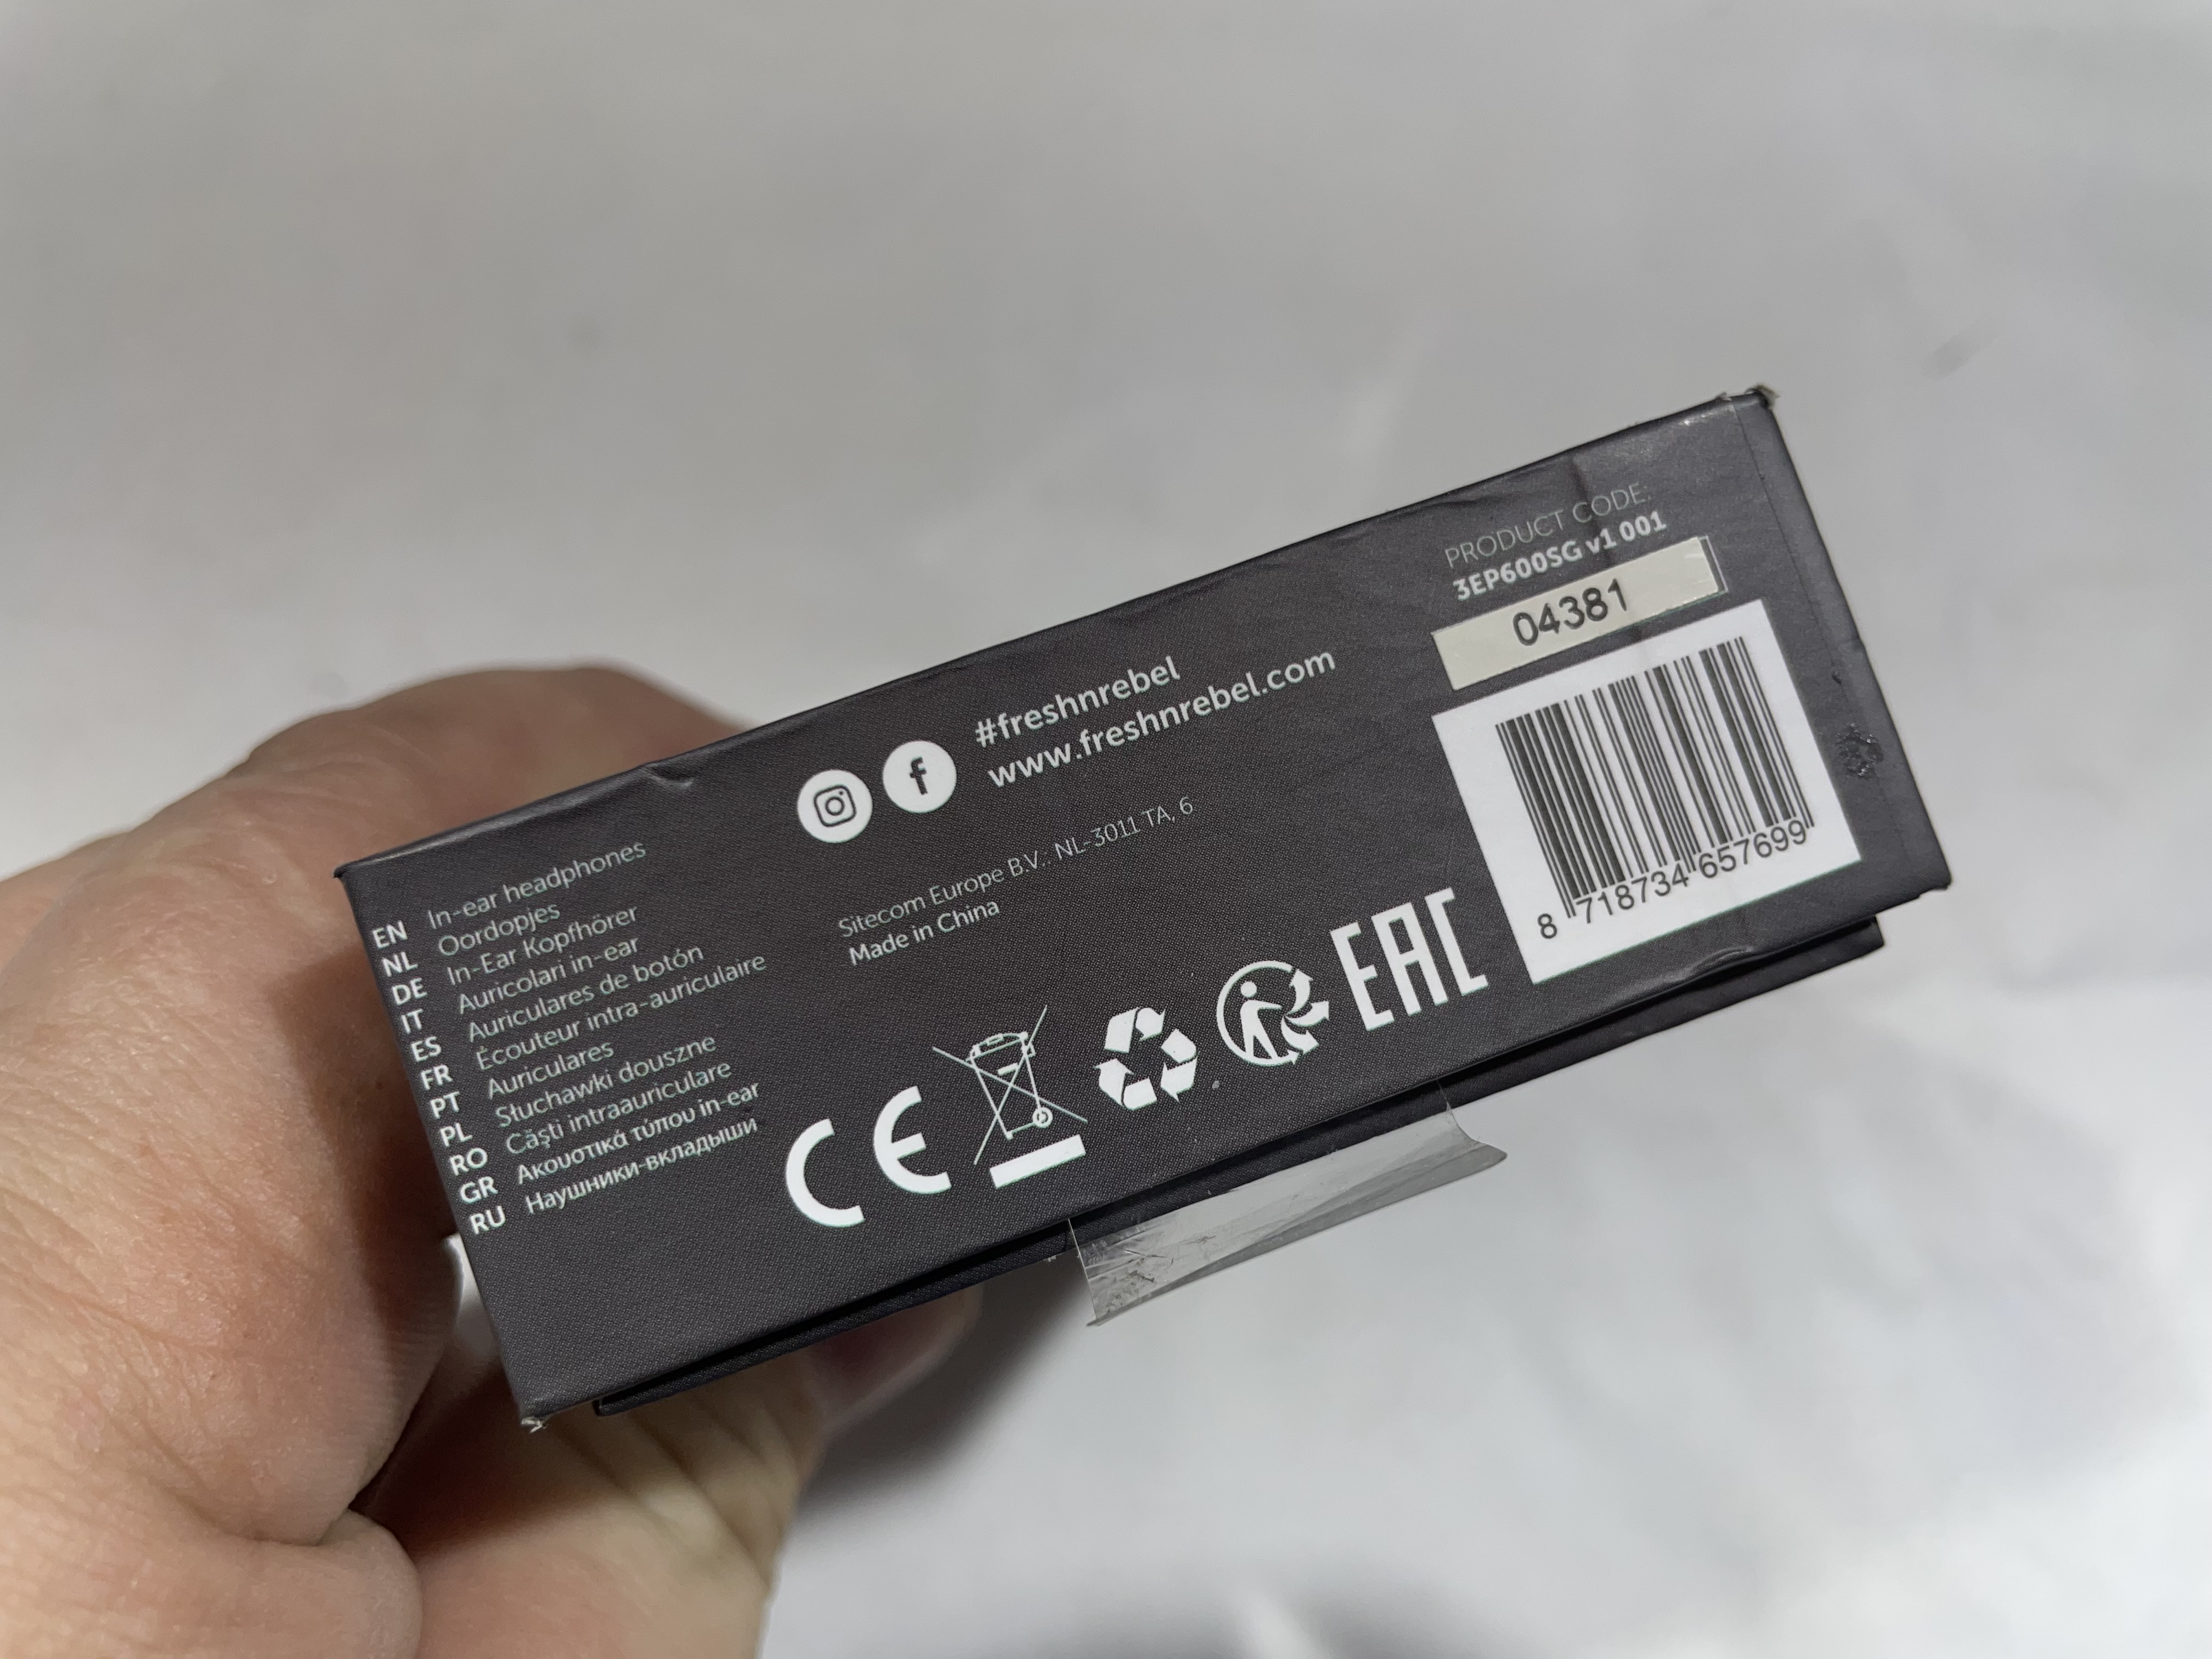 EN In-ear headphones
NL Oordopjes
DE In-Ear Kopfhörer
IT Auricolari in-ear
ES Auriculares de botón
FR Écouteur intra-auriculaire
PT Auriculares
PL Słuchawki douszne
RO Căşti intraauriculare
GR Ακουστικά τύπου in-ear
RU Наушники-вкладыши
#freshnrebel
www.freshnrebel.com
Sitecom Europe B.V.. NL-3011 TA, 6
Made in China
CE
EAC
PRODUCT CODE:
3EP600SG v1 001
04381
8 718734 657699